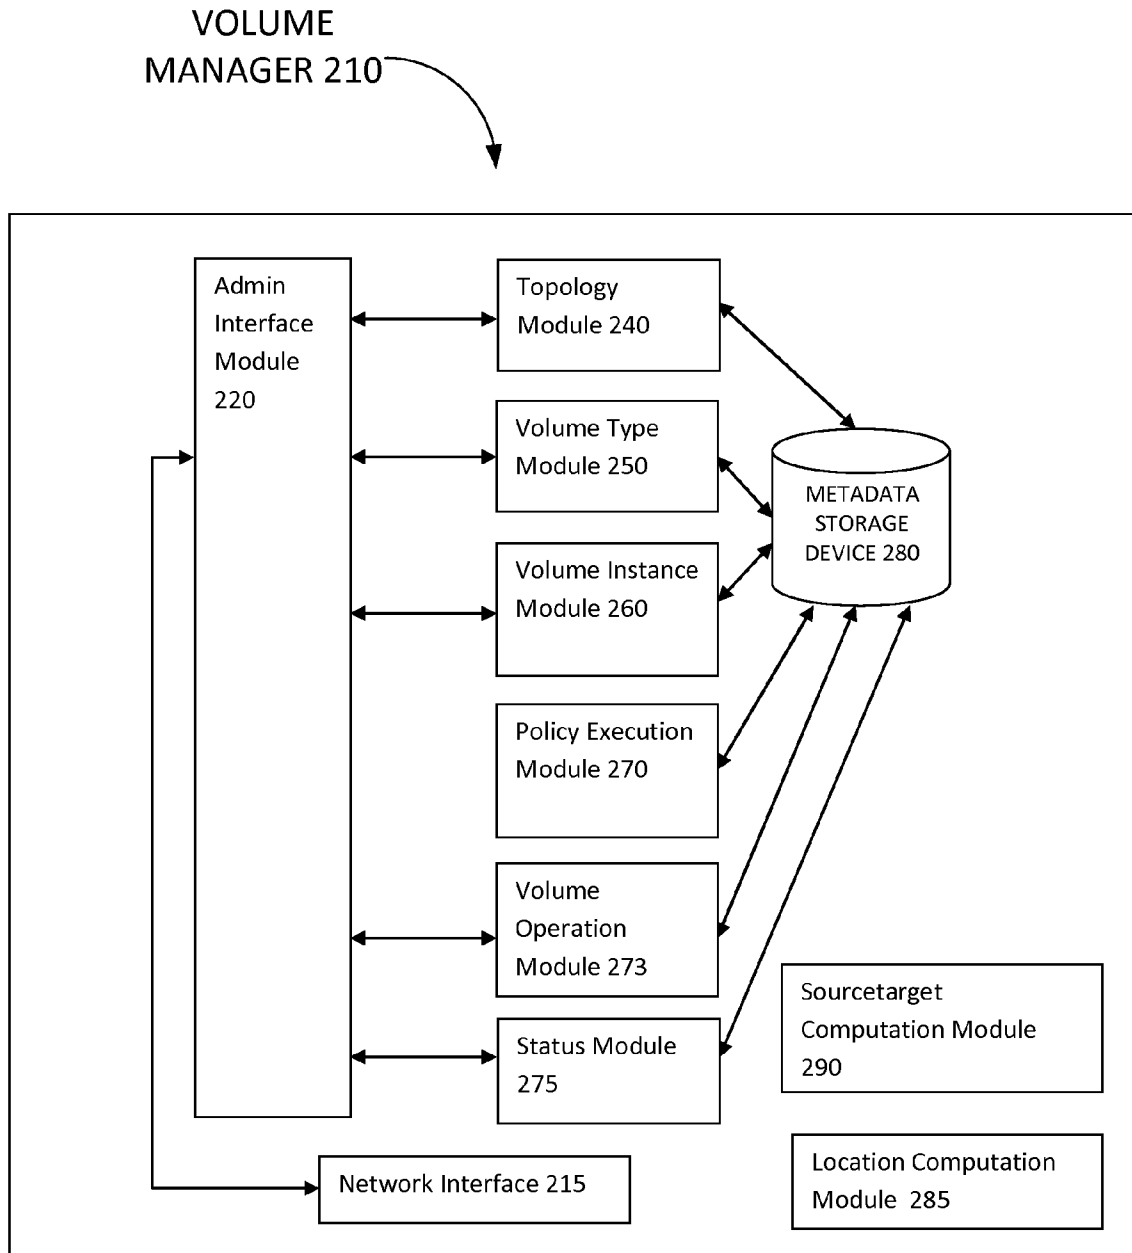 VOLUME
MANAGER 210
Admin
Interface
Module
220
Topology
Module 240
Volume Type
Module 250
METADATA
STORAGE
DEVICE 280
Volume Instance
Module 260
Policy Execution
Module 270
Volume
Operation
Module 273
Status Module
275
Sourcetarget
Computation Module
290
Network Interface 215
Location Computation
Module 285